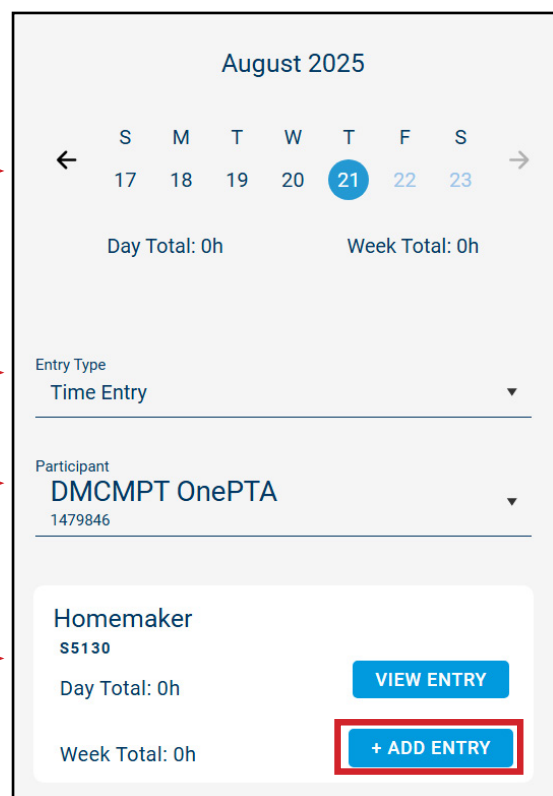 August 2025
S M T W T F S
← 17 18 19 20 21 22 23 →
Day Total: 0h Week Total: 0h
Entry Type
Time Entry
Participant
DMCMPT OnePTA
1479846
Homemaker
S5130
Day Total: 0h
VIEW ENTRY
Week Total: 0h
+ ADD ENTRY